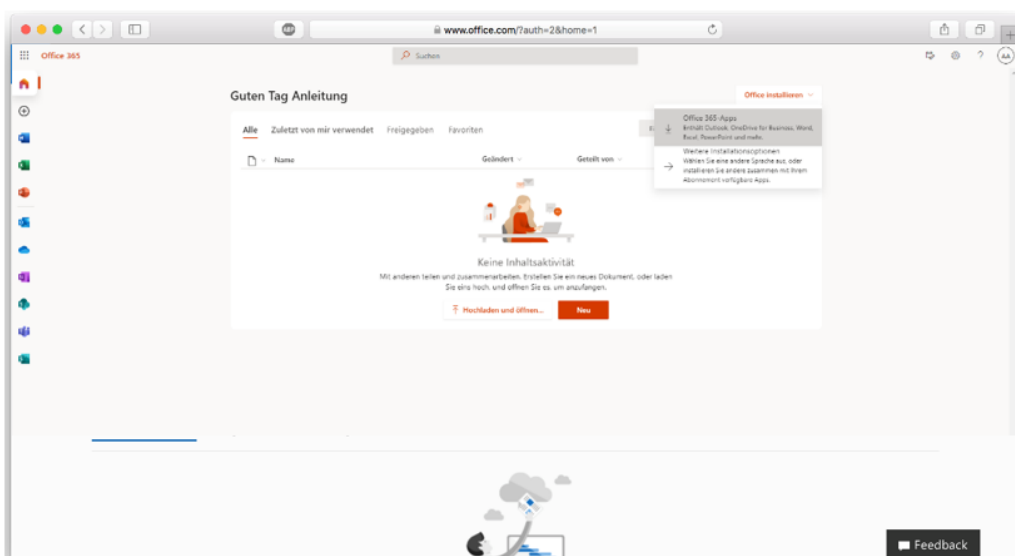 www.office.com/?auth=2&home=1
Office 365
Suchen
?
AA
Guten Tag Anleitung
Office installieren
Alle Zuletzt von mir verwendet Freigegeben Favoriten
Office 365-Apps
Enthält Outlook, OneDrive for Business, Word,
Excel, PowerPoint und mehr.
Name Geändert Geteilt von
Weitere Installationsoptionen
Wählen Sie eine andere Sprache aus, oder
installieren Sie andere zusammen mit Ihrem
Abonnement verfügbare Apps.
Keine Inhaltsaktivität
Mit anderen teilen und zusammenarbeiten. Erstellen Sie ein neues Dokument, oder laden
Sie eins hoch, und öffnen Sie es, um anzufangen.
Hochladen und öffnen...
Neu
Feedback